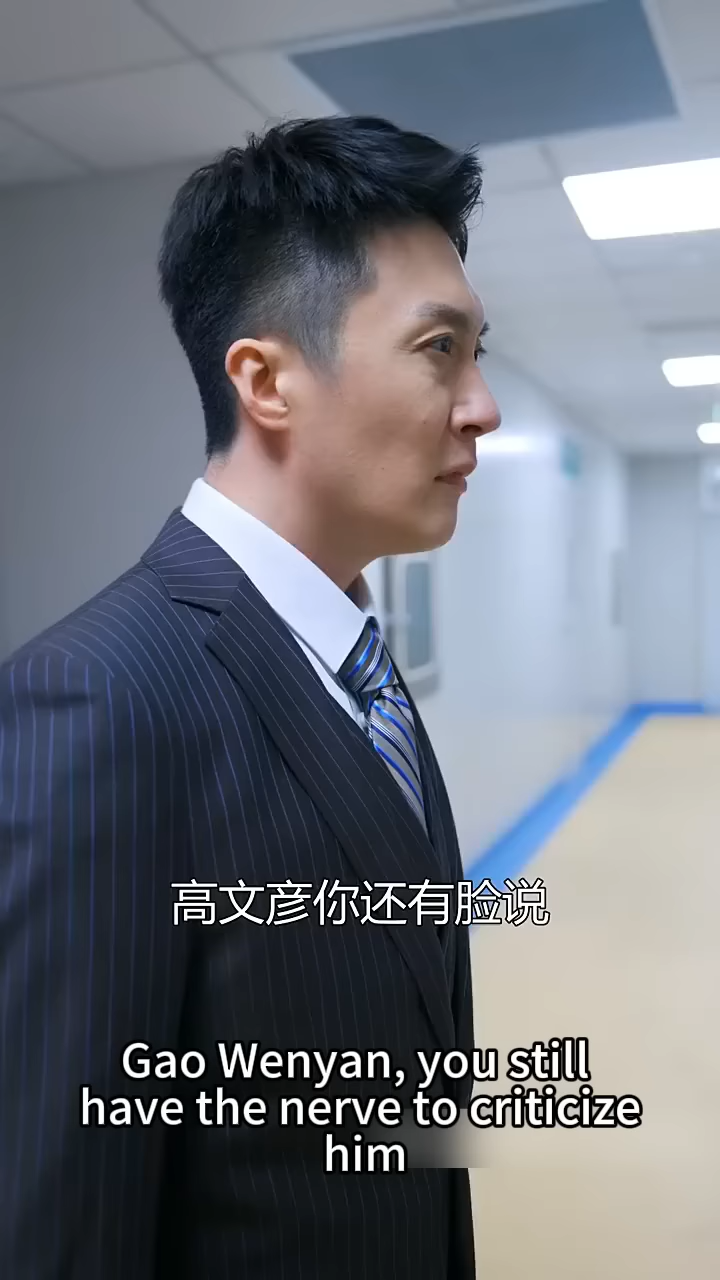 高文彦你还有脸说
Gao Wenyan, you still
have the nerve to criticize
him